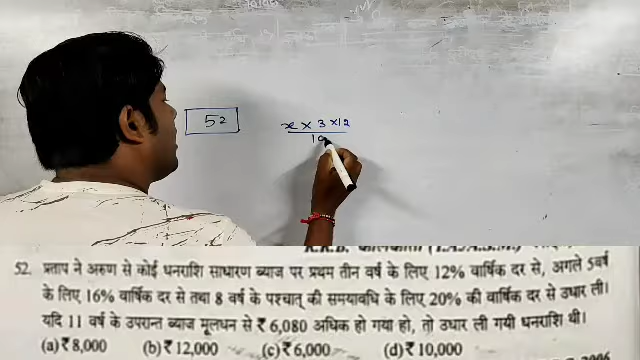 52
x × 3 × 12
10
52. प्रताप ने अरुण से कोई धनराशि साधारण ब्याज पर प्रथम तीन वर्ष के लिए 12% वार्षिक दर से, अगले 5वर्ष
के लिए 16% वार्षिक दर से तथा 8 वर्ष के पश्चात् की समयावधि के लिए 20% की वार्षिक दर से उधार ली।
यदि 11 वर्ष के उपरान्त ब्याज मूलधन से ₹ 6,080 अधिक हो गया हो, तो उधार ली गयी धनराशि थी।
(a) ₹ 8,000 (b) ₹ 12,000 (c) ₹ 6,000 (d) ₹ 10,000